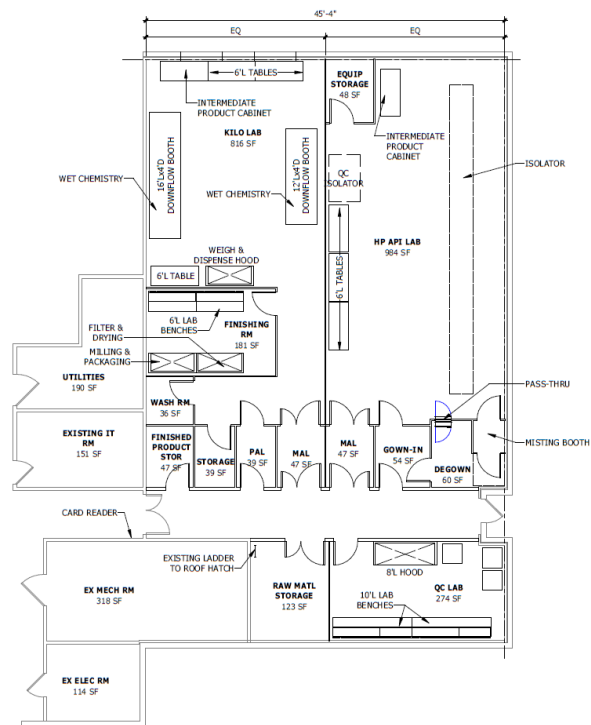 45'-4"
EQ
EQ
6'L TABLES
EQUIP
STORAGE
48 SF
INTERMEDIATE
PRODUCT CABINET
KILO LAB
816 SF
INTERMEDIATE
PRODUCT
CABINET
ISOLATOR
16'Lx4'D
DOWNFLOW BOOTH
12'Lx4'D
DOWNFLOW BOOTH
QC
ISOLATOR
WET CHEMISTRY
WET CHEMISTRY
HP API LAB
984 SF
WEIGH &
DISPENSE HOOD
6'L TABLE
6'L TABLES
6'L LAB
BENCHES
FINISHING
RM
181 SF
FILTER &
DRYING
MILLING &
PACKAGING
UTILITIES
190 SF
PASS-THRU
WASH RM
36 SF
EXISTING IT
RM
151 SF
FINISHED
PRODUCT
STOR
47 SF
STORAGE
39 SF
PAL
39 SF
MAL
47 SF
MAL
47 SF
GOWN-IN
54 SF
DEGOWN
60 SF
MISTING BOOTH
CARD READER
EXISTING LADDER
TO ROOF HATCH
8'L HOOD
EX MECH RM
318 SF
RAW MATL
STORAGE
123 SF
QC LAB
274 SF
10'L LAB
BENCHES
EX ELEC RM
114 SF